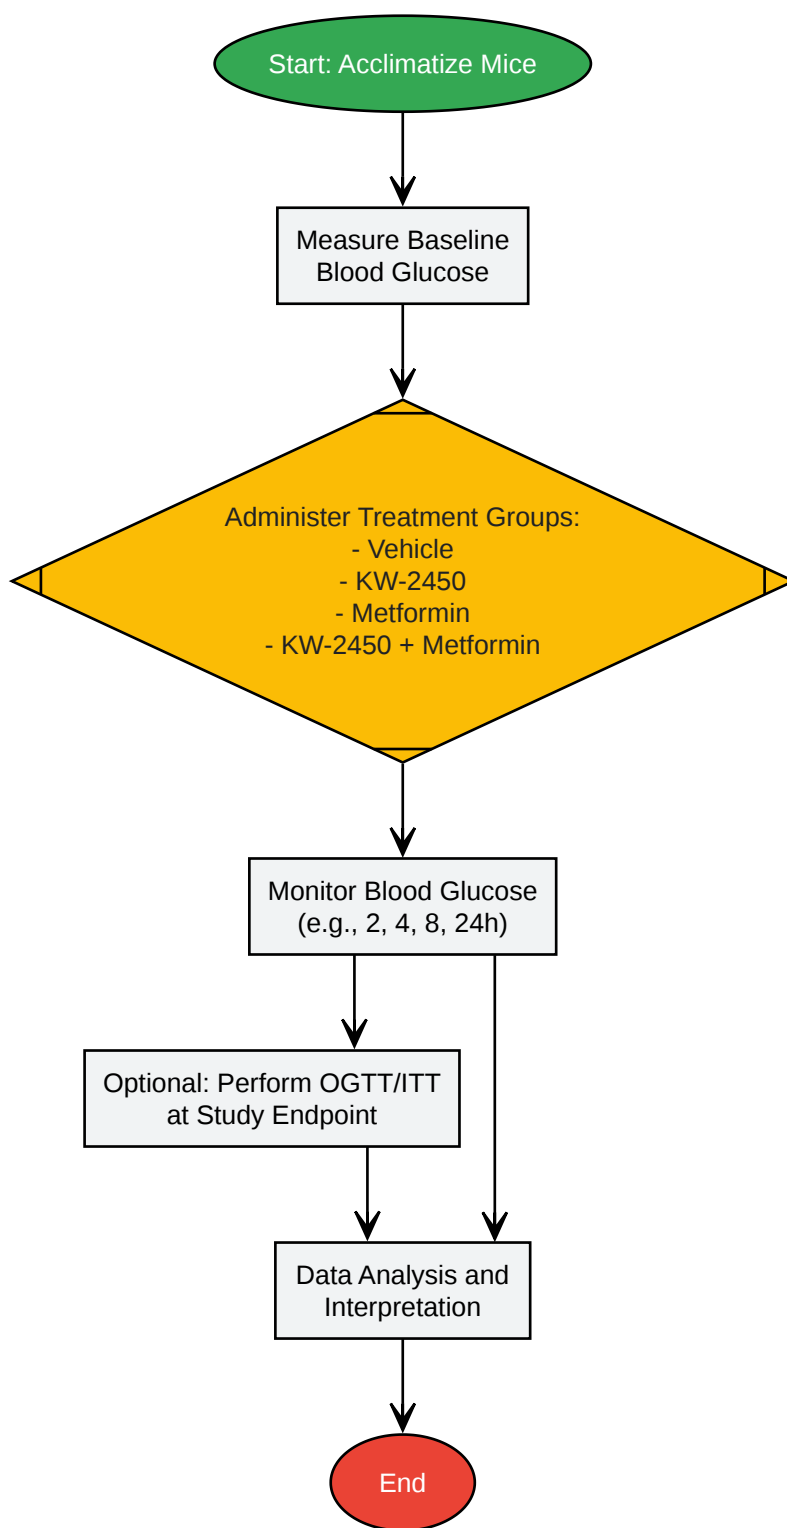 Start: Acclimatize Mice
Measure Baseline
Blood Glucose
Administer Treatment Groups:
- Vehicle
- KW-2450
- Metformin
- KW-2450 + Metformin
Monitor Blood Glucose
(e.g., 2, 4, 8, 24h)
Optional: Perform OGTT/ITT
at Study Endpoint
Data Analysis and
Interpretation
End